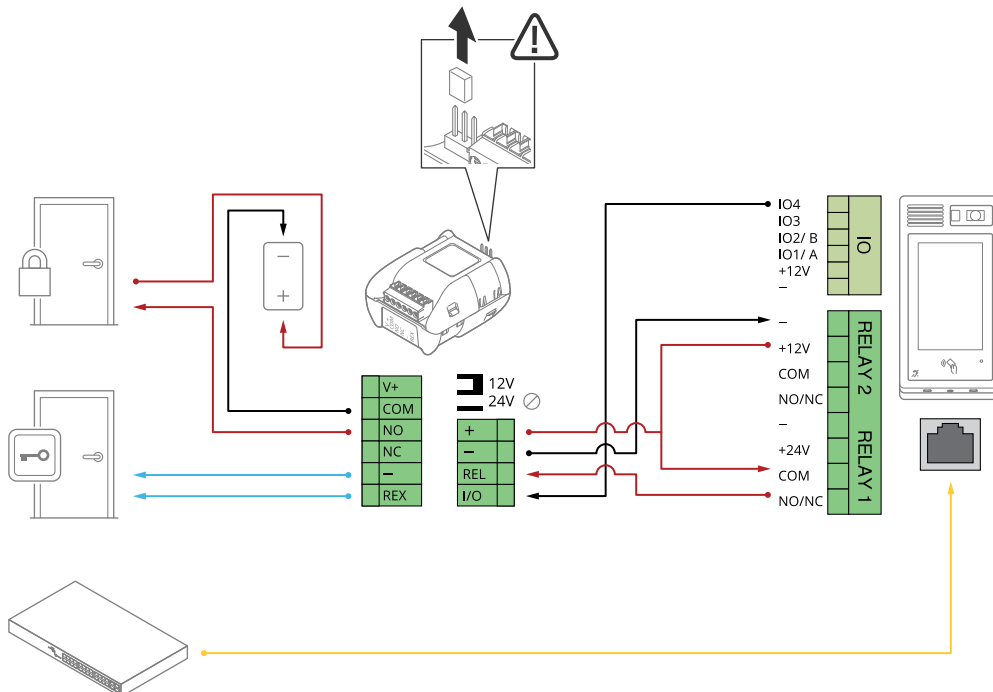 IO4
IO3
IO2/ B
IO1/ A
+12V
–
IO
–
+12V
COM
NO/NC
–
+24V
COM
NO/NC
RELAY 2
RELAY 1
–
+
12V
24V
V+
COM
NO
NC
–
REX
+
–
REL
I/O